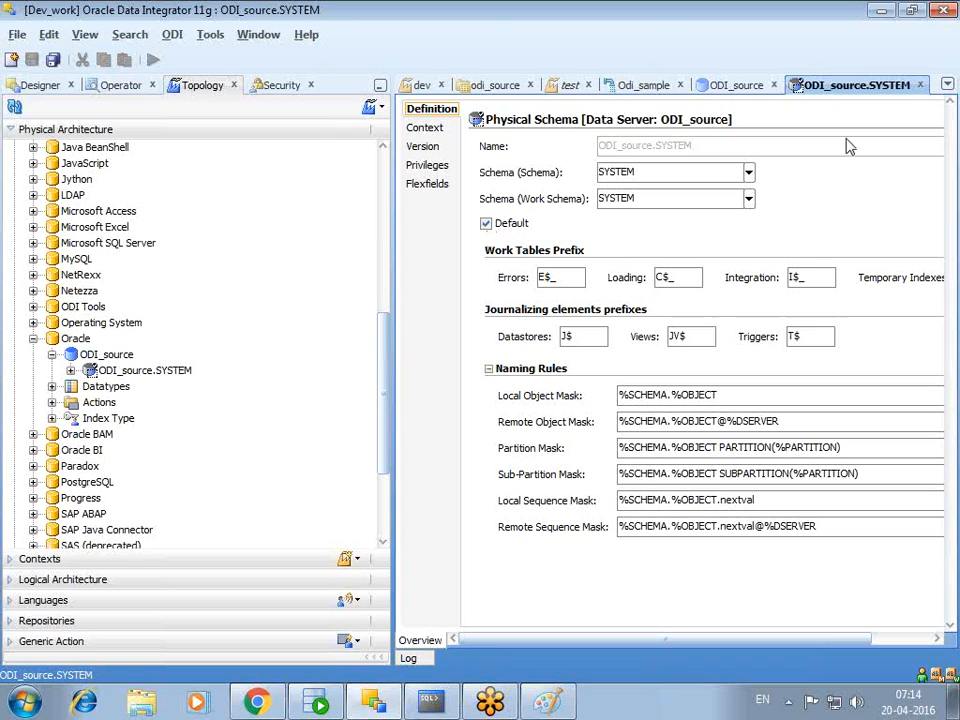 [Dev_work] Oracle Data Integrator 11g : ODI_source.SYSTEM
File Edit View Search ODI Tools Window Help
Designer Operator Topology Security
dev odi_source test Odi_sample ODI_source ODI_source.SYSTEM
Physical Architecture
Java BeanShell
JavaScript
Jython
LDAP
Microsoft Access
Microsoft Excel
Microsoft SQL Server
MySQL
NetRexx
Netezza
ODI Tools
Operating System
Oracle
ODI_source
ODI_source.SYSTEM
Datatypes
Actions
Index Type
Oracle BAM
Oracle BI
Paradox
PostgreSQL
Progress
SAP ABAP
SAP Java Connector
SAS (deprecated)
Contexts
Logical Architecture
Languages
Repositories
Generic Action
Definition
Context
Version
Privileges
Flexfields
Physical Schema [Data Server: ODI_source]
Name: ODI_source.SYSTEM
Schema (Schema): SYSTEM
Schema (Work Schema): SYSTEM
Default
Work Tables Prefix
Errors: E$_ Loading: C$_ Integration: I$_ Temporary Indexes
Journalizing elements prefixes
Datastores: J$ Views: JV$ Triggers: T$
Naming Rules
Local Object Mask: %SCHEMA.%OBJECT
Remote Object Mask: %SCHEMA.%OBJECT@%DSERVER
Partition Mask: %SCHEMA.%OBJECT PARTITION(%PARTITION)
Sub-Partition Mask: %SCHEMA.%OBJECT SUBPARTITION(%PARTITION)
Local Sequence Mask: %SCHEMA.%OBJECT.nextval
Remote Sequence Mask: %SCHEMA.%OBJECT.nextval@%DSERVER
Overview
Log
ODI_source.SYSTEM
SQL>
EN
07:14
20-04-2016